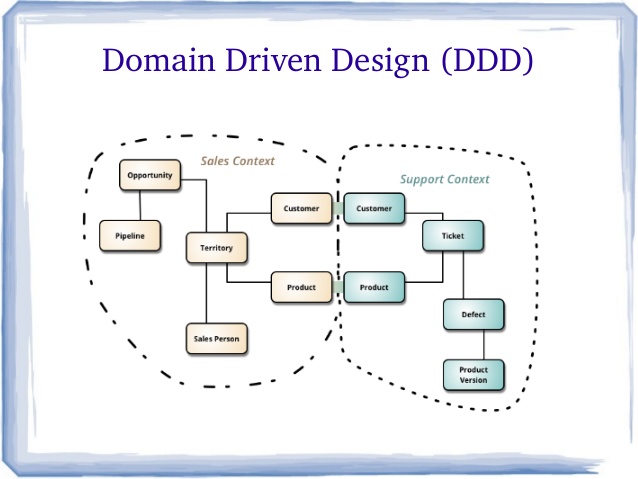 Domain Driven Design (DDD)
Sales Context
Opportunity
Pipeline
Territory
Customer
Product
Sales Person
Support Context
Customer
Product
Ticket
Defect
Product
Version